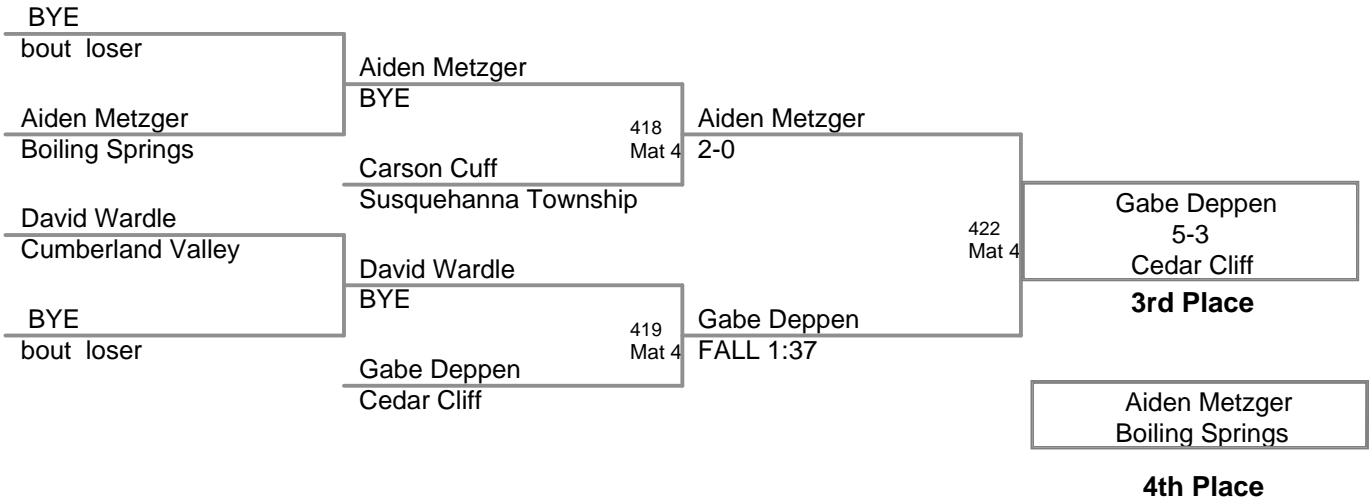 BYE
bout loser
Aiden Metzger
Boiling Springs
David Wardle
Cumberland Valley
BYE
bout loser
Aiden Metzger
BYE
Carson Cuff
Susquehanna Township
David Wardle
BYE
Gabe Deppen
Cedar Cliff
418
Mat 4
419
Mat 4
Aiden Metzger
2-0
Gabe Deppen
FALL 1:37
422
Mat 4
Gabe Deppen
5-3
Cedar Cliff
3rd Place
Aiden Metzger
Boiling Springs
4th Place